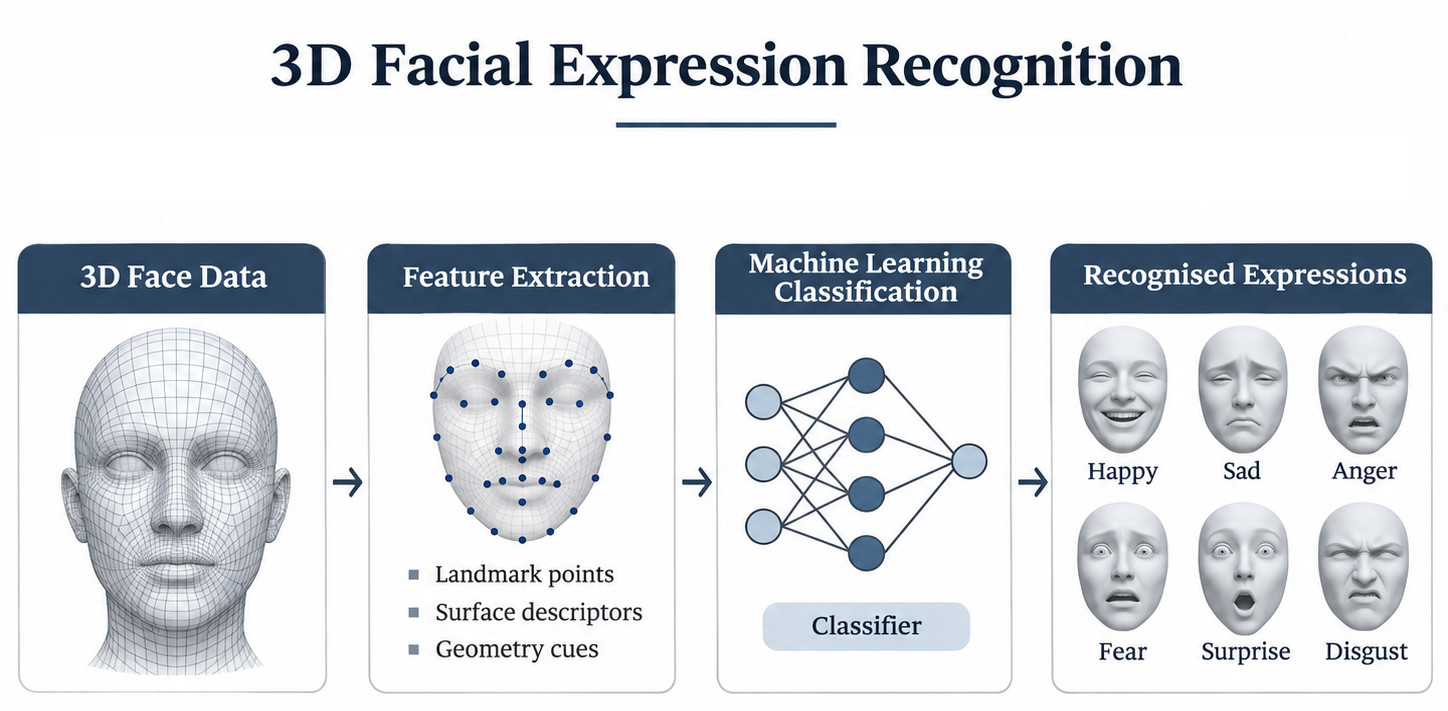 3D Facial Expression Recognition
3D Face Data
Feature Extraction
Landmark points
Surface descriptors
Geometry cues
Machine Learning
Classification
Classifier
Recognised Expressions
Happy
Sad
Anger
Fear
Surprise
Disgust